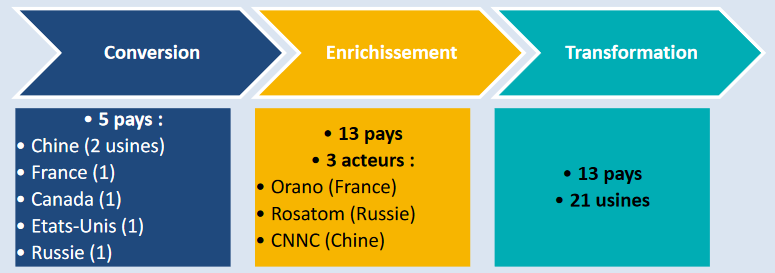 Conversion
• 5 pays :
• Chine (2 usines)
• France (1)
• Canada (1)
• Etats-Unis (1)
• Russie (1)
Enrichissement
• 13 pays
• 3 acteurs :
• Orano (France)
• Rosatom (Russie)
• CNNC (Chine)
Transformation
• 13 pays
• 21 usines